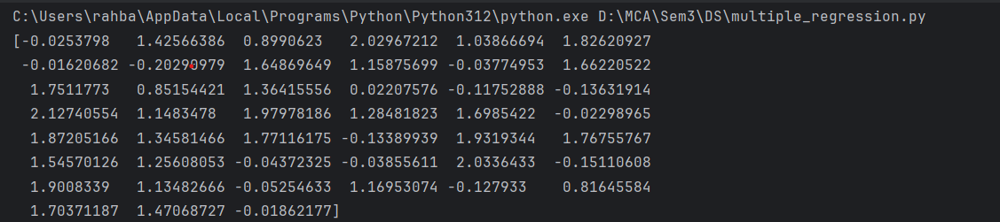 C:\Users\rahba\AppData\Local\Programs\Python\Python312\python.exe D:\MCA\Sem3\DS\multiple_regression.py
[-0.0253798   1.42566386  0.8990623   2.02967212  1.03866694  1.82620927
 -0.01620682 -0.20290979  1.64869649  1.15875699 -0.03774953  1.66220522
  1.7511773   0.85154421  1.36415556  0.02207576 -0.11752888 -0.13631914
  2.12740554  1.1483478   1.97978186  1.28481823  1.6985422  -0.02298965
  1.87205166  1.34581466  1.77116175 -0.13389939  1.9319344   1.76755767
  1.54570126  1.25608053 -0.04372325 -0.03855611  2.0336433  -0.15110608
  1.9008339   1.13482666 -0.05254633  1.16953074 -0.127933    0.81645584
  1.70371187  1.47068727 -0.01862177]